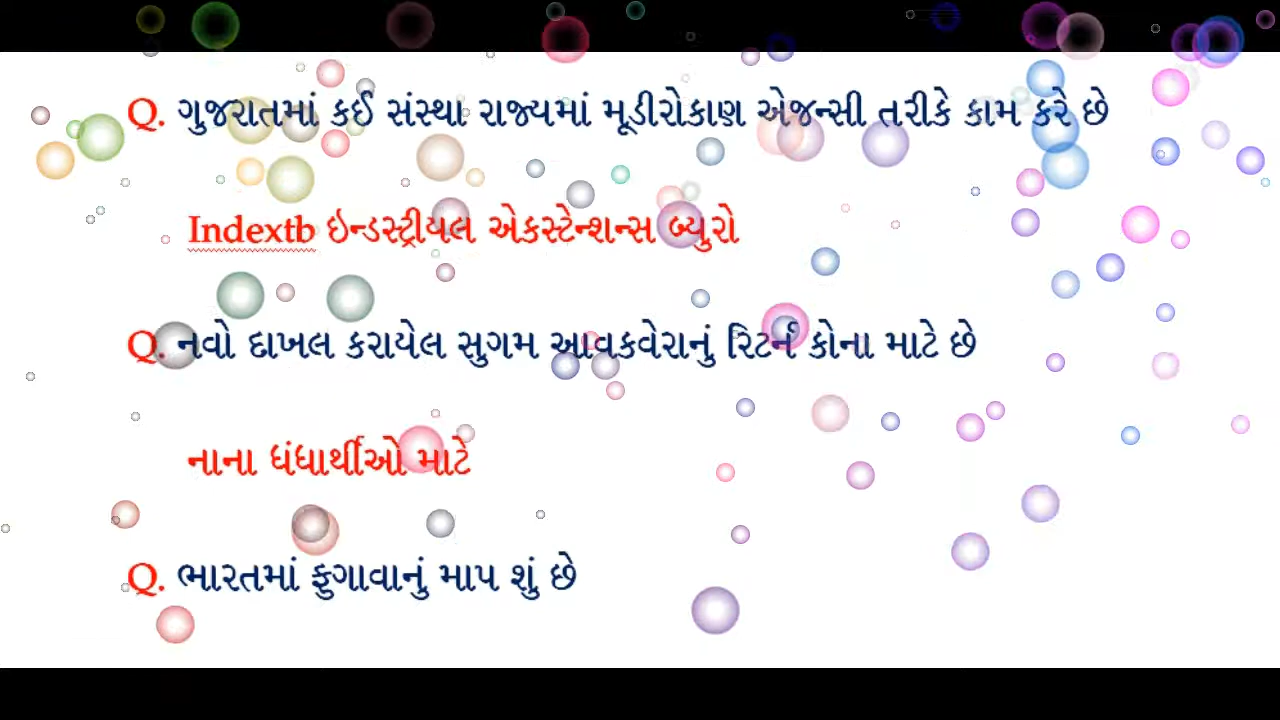 Q. ગુજરાતમાં કઈ સંસ્થા રાજ્યમાં મૂડીરોકાણ એજન્સી તરીકે કામ કરે છે
Indextb ઇન્ડસ્ટ્રીયલ એકસ્ટેન્શન્સ બ્યુરો
Q. નવો દાખલ કરાયેલ સુગમ આવકવેરાનું રિટર્ન કોના માટે છે
નાના ધંધાર્થીઓ માટે
Q. ભારતમાં ફુગાવાનું માપ શું છે